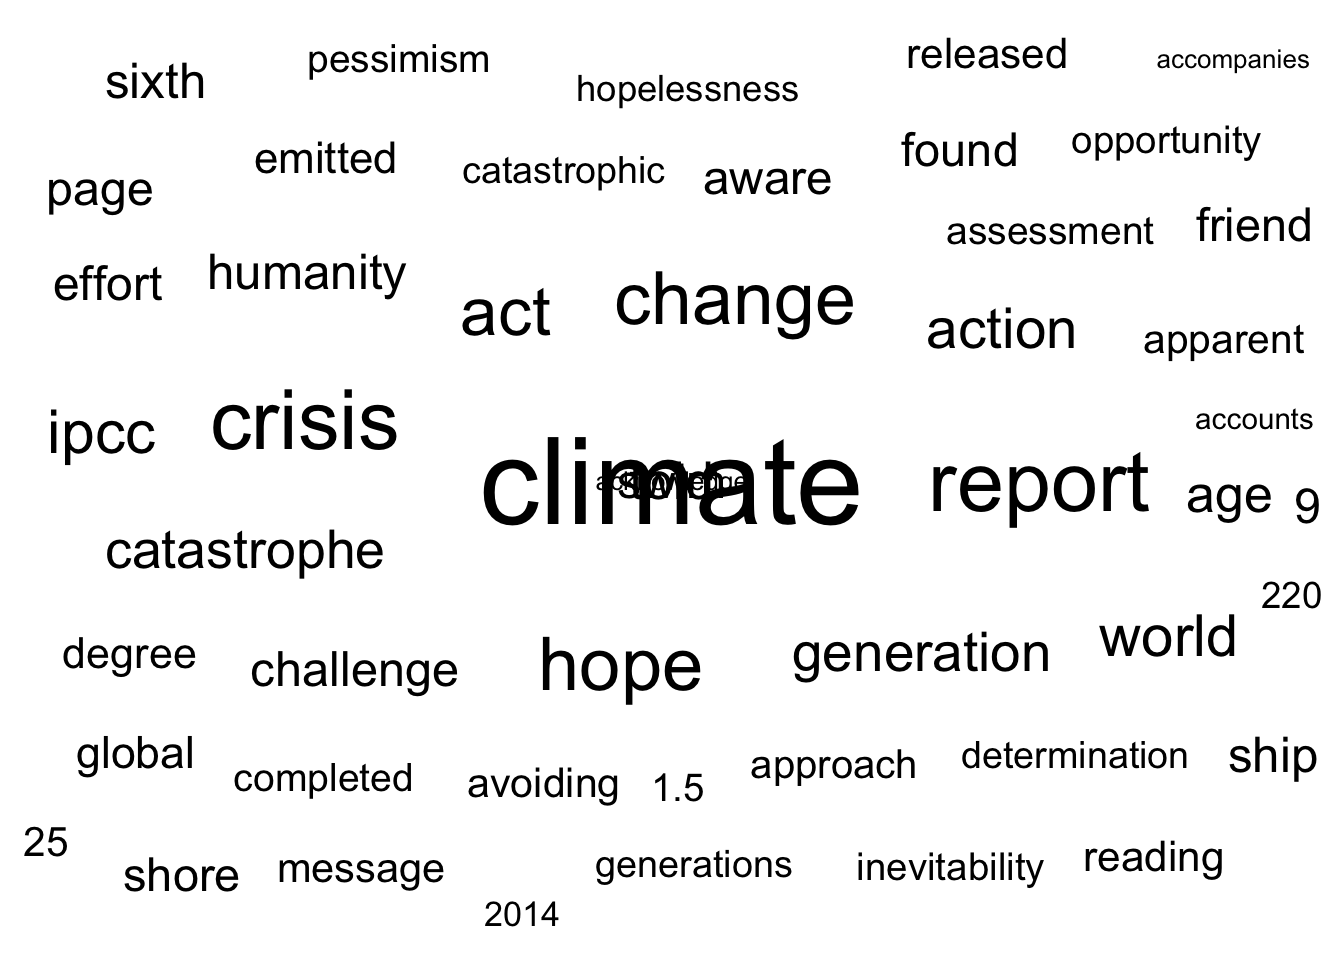 released
pessimism
accompanies
sixth
hopelessness
opportunity
found
emitted
catastrophic
aware
page
friend
assessment
humanity
effort
change
act
action
apparent
accounts
crisis
ipcc
climate
acknowledge
report
age
9
catastrophe
220
world
degree
generation
hope
challenge
global
determination
ship
approach
completed
avoiding
1.5
25
generations
reading
inevitability
message
shore
2014